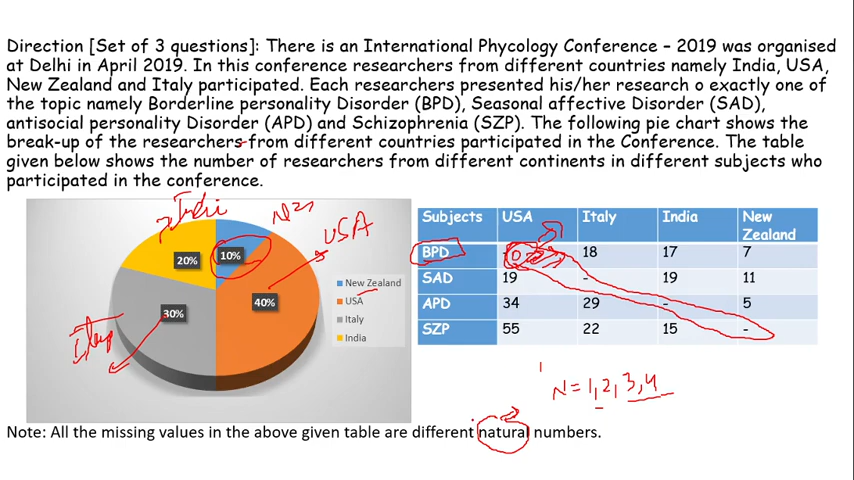 Direction [Set of 3 questions]: There is an International Phycology Conference – 2019 was organised
at Delhi in April 2019. In this conference researchers from different countries namely India, USA,
New Zealand and Italy participated. Each researchers presented his/her research o exactly one of
the topic namely Borderline personality Disorder (BPD), Seasonal affective Disorder (SAD),
antisocial personality Disorder (APD) and Schizophrenia (SZP). The following pie chart shows the
break-up of the researchers from different countries participated in the Conference. The table
given below shows the number of researchers from different continents in different subjects who
participated in the conference.
India
NZ
USA
20%
10%
40%
30%
Italy
New Zealand
USA
Italy
India
Subjects USA Italy India New Zealand
BPD 18 17 7
SAD 19 - 19 11
APD 34 29 - 5
SZP 55 22 15 -
N = 1, 2, 3, 4
Note: All the missing values in the above given table are different natural numbers.